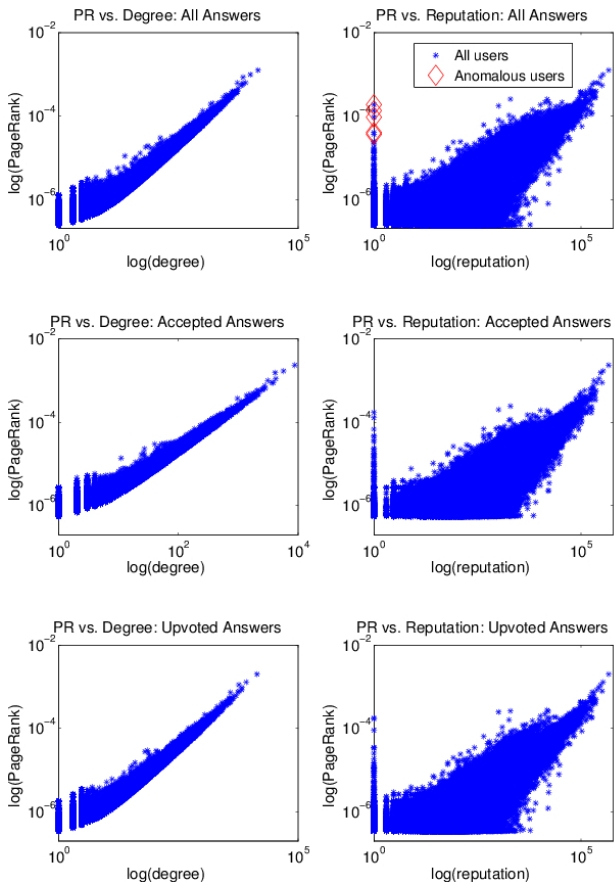 PR vs. Degree: All Answers
10^-2
10^-4
10^-6
log(PageRank)
10^0
10^5
log(degree)
PR vs. Reputation: All Answers
All users
Anomalous users
10^-2
10^-4
10^-6
log(PageRank)
10^0
10^5
log(reputation)
PR vs. Degree: Accepted Answers
10^-2
10^-4
10^-6
log(PageRank)
10^0
10^2
10^4
log(degree)
PR vs. Reputation: Accepted Answers
10^-2
10^-4
10^-6
log(PageRank)
10^0
10^5
log(reputation)
PR vs. Degree: Upvoted Answers
10^-2
10^-4
10^-6
log(PageRank)
10^0
10^5
log(degree)
PR vs. Reputation: Upvoted Answers
10^-2
10^-4
10^-6
log(PageRank)
10^0
10^5
log(reputation)